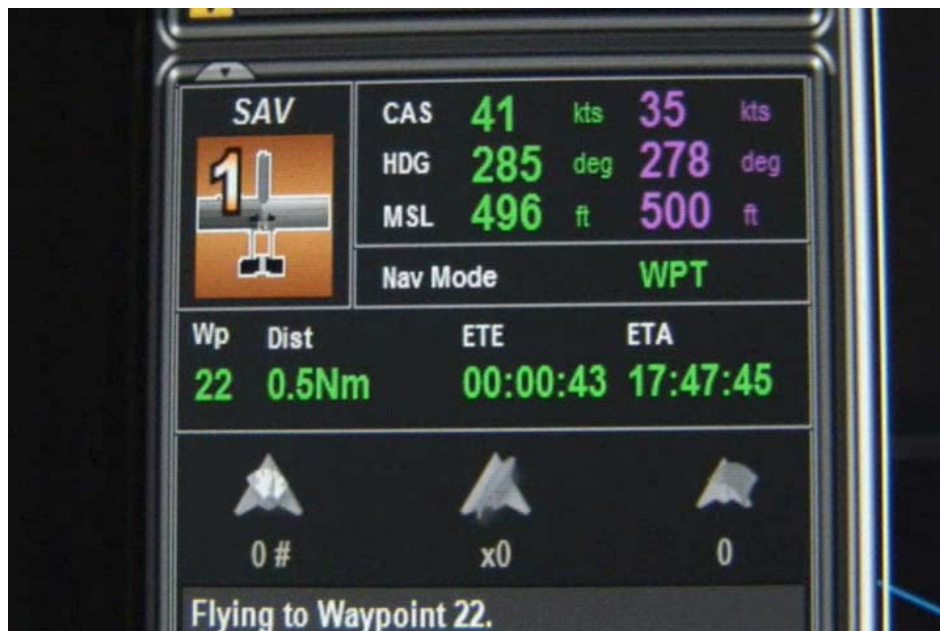 SAV
1
CAS 41 kts 35 kts
HDG 285 deg 278 deg
MSL 496 ft 500 ft
Nav Mode WPT
Wp Dist ETE ETA
22 0.5Nm 00:00:43 17:47:45
0 # x0 0
Flying to Waypoint 22.